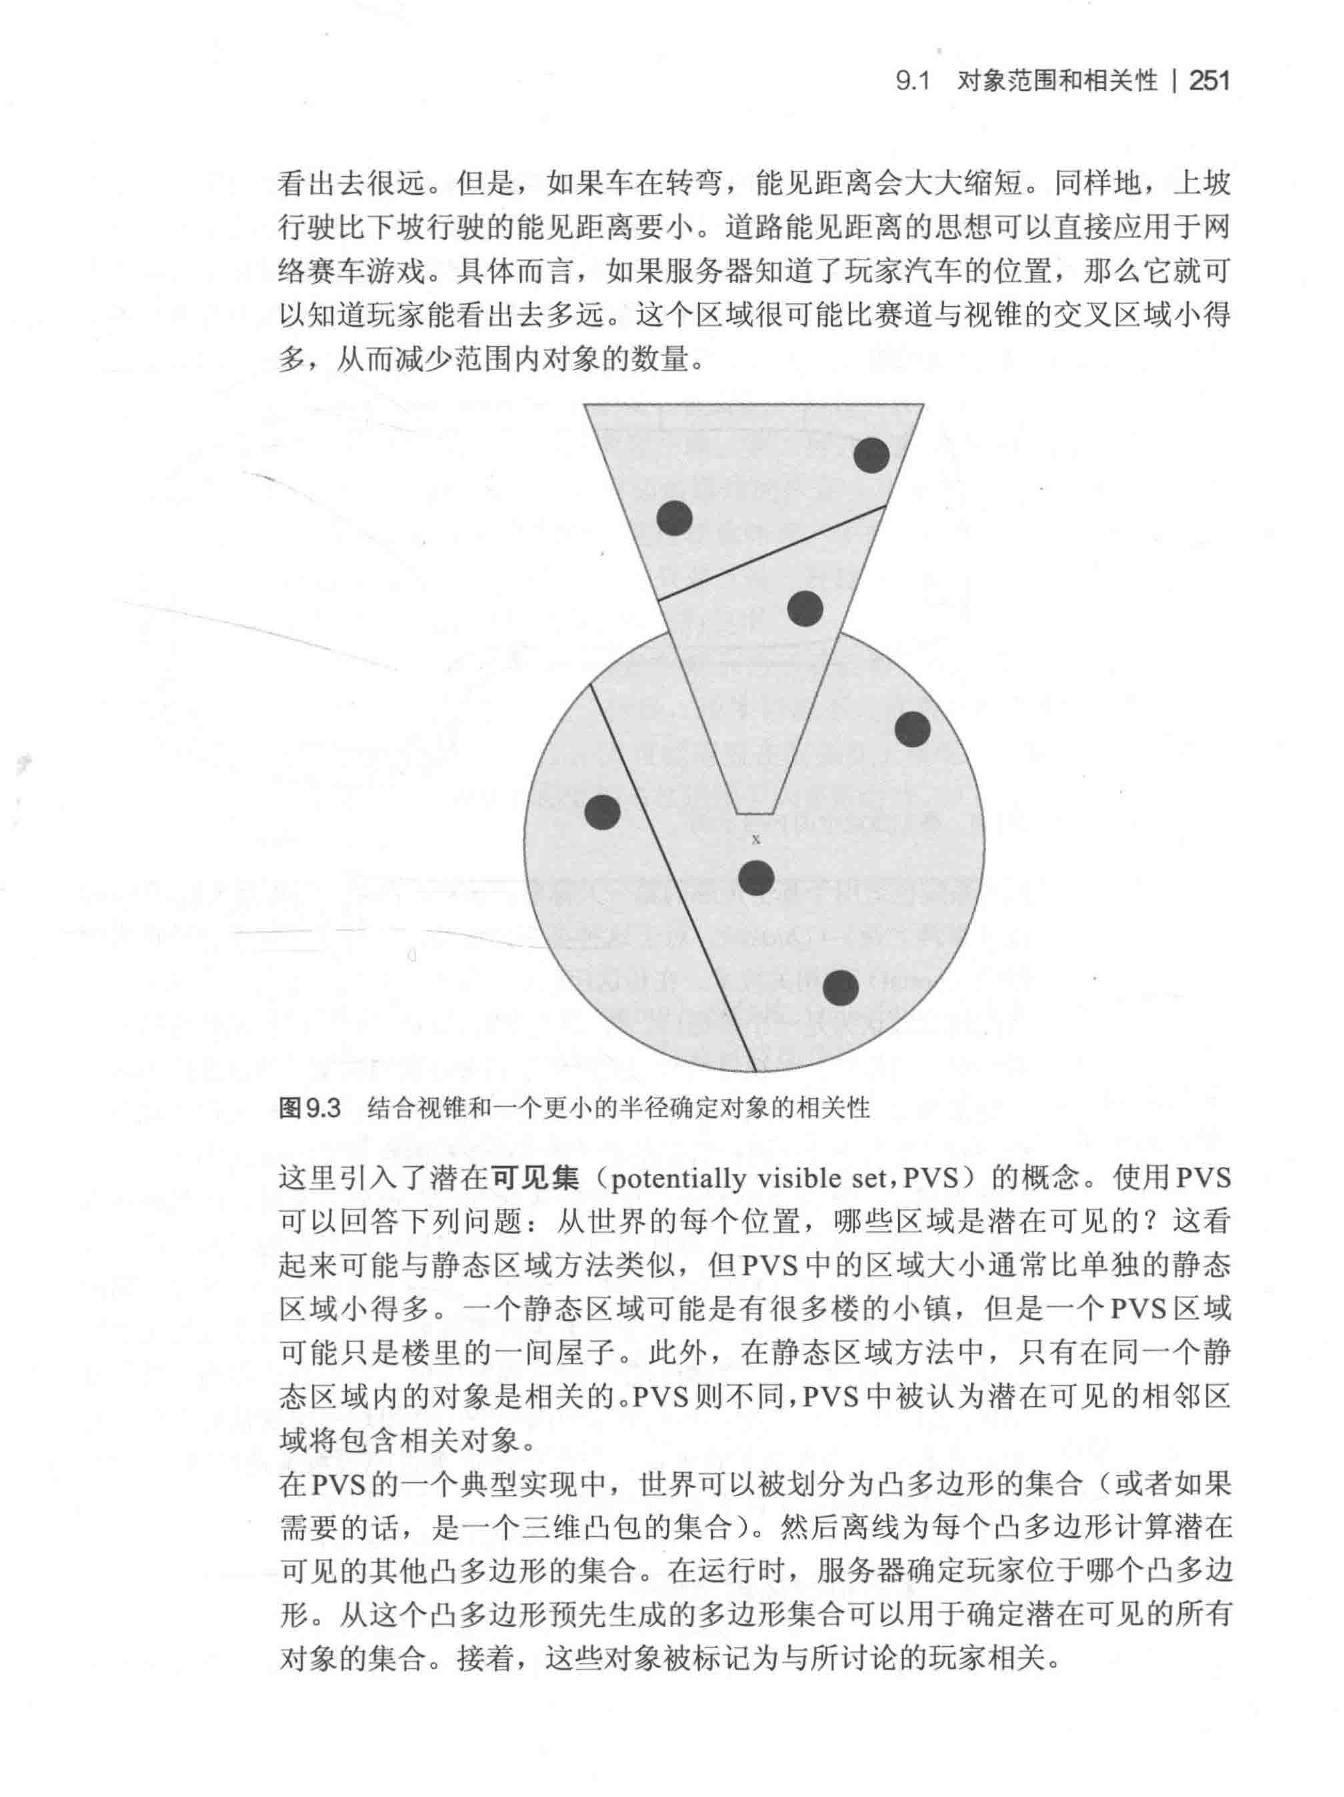 9.1 对象范围和相关性 | 251
看出去很远。但是，如果车在转弯，能见距离会大大缩短。同样地，上坡
行驶比下坡行驶的能见距离要小。道路能见距离的思想可以直接应用于网
络赛车游戏。具体而言，如果服务器知道了玩家汽车的位置，那么它就可
以知道玩家能看出去多远。这个区域很可能比赛道与视锥的交叉区域小得
多，从而减少范围内对象的数量。
x
图9.3 结合视锥和一个更小的半径确定对象的相关性
这里引入了潜在可见集（potentially visible set，PVS）的概念。使用PVS
可以回答下列问题：从世界的每个位置，哪些区域是潜在可见的？这看
起来可能与静态区域方法类似，但PVS中的区域大小通常比单独的静态
区域小得多。一个静态区域可能是有很多楼的小镇，但是一个PVS区域
可能只是楼里的一间屋子。此外，在静态区域方法中，只有在同一个静
态区域内的对象是相关的。PVS则不同，PVS中被认为潜在可见的相邻区
域将包含相关对象。
在PVS的一个典型实现中，世界可以被划分为凸多边形的集合（或者如果
需要的话，是一个三维凸包的集合）。然后离线为每个凸多边形计算潜在
可见的其他凸多边形的集合。在运行时，服务器确定玩家位于哪个凸多边
形。从这个凸多边形预先生成的多边形集合可以用于确定潜在可见的所有
对象的集合。接着，这些对象被标记为与所讨论的玩家相关。